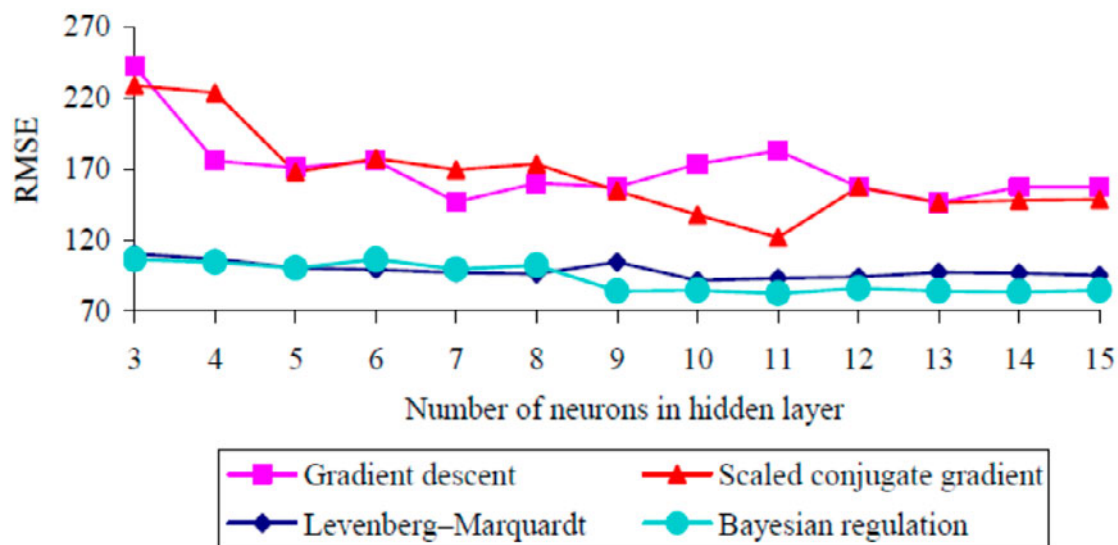 270
220
170
120
70
RMSE
3 4 5 6 7 8 9 10 11 12 13 14 15
Number of neurons in hidden layer
Gradient descent Scaled conjugate gradient
Levenberg–Marquardt Bayesian regulation